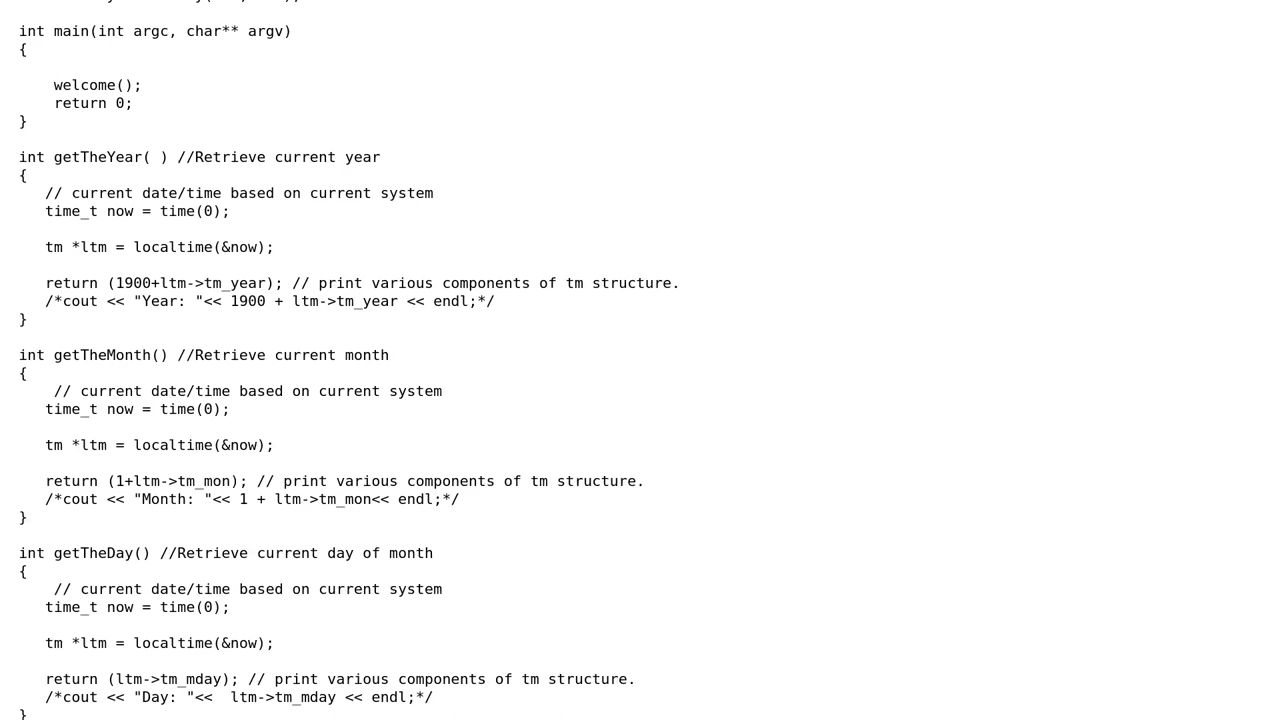 int main(int argc, char** argv)
{
welcome();
return 0;
}
int getTheYear( ) //Retrieve current year
{
// current date/time based on current system
time_t now = time(0);
tm *ltm = localtime(&now);
return (1900+ltm->tm_year); // print various components of tm structure.
/*cout << "Year: "<< 1900 + ltm->tm_year << endl;*/
}
int getTheMonth() //Retrieve current month
{
// current date/time based on current system
time_t now = time(0);
tm *ltm = localtime(&now);
return (1+ltm->tm_mon); // print various components of tm structure.
/*cout << "Month: "<< 1 + ltm->tm_mon<< endl;*/
}
int getTheDay() //Retrieve current day of month
{
// current date/time based on current system
time_t now = time(0);
tm *ltm = localtime(&now);
return (ltm->tm_mday); // print various components of tm structure.
/*cout << "Day: "<<  ltm->tm_mday << endl;*/
}